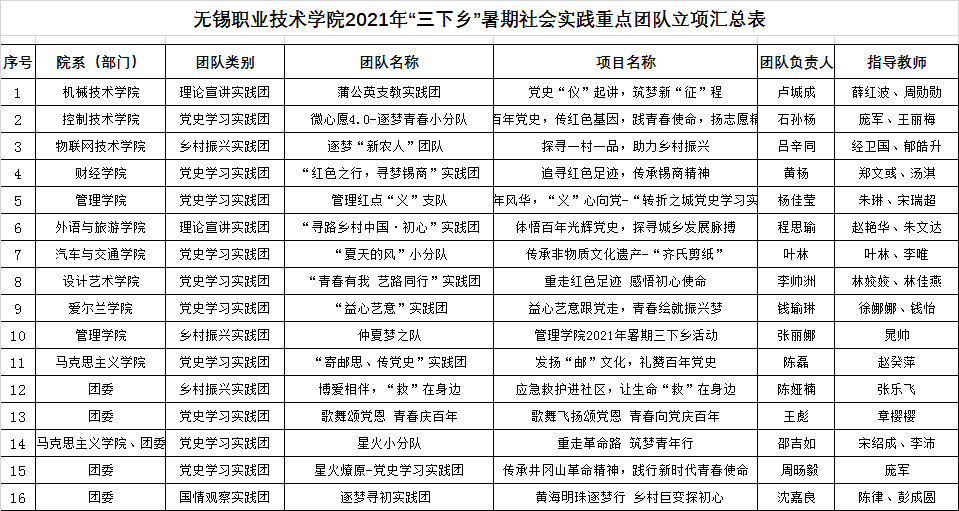 无锡职业技术学院2021年“三下乡”暑期社会实践重点团队立项汇总表
序号 院系（部门） 团队类别 团队名称 项目名称 团队负责人 指导教师
1 机械技术学院 理论宣讲实践团 蒲公英支教实践团 党史“仪”起讲，筑梦新“征”程 卢城成 薛红波、周勋勋
2 控制技术学院 党史学习实践团 微心愿4.0-逐梦青春小分队 百年党史，传红色基因，践青春使命，扬志愿精 石孙杨 庞军、王丽梅
3 物联网技术学院 乡村振兴实践团 逐梦“新农人”团队 探寻一村一品，助力乡村振兴 吕辛同 经卫国、郁皓升
4 财经学院 党史学习实践团 “红色之行，寻梦锡商”实践团 追寻红色足迹，传承锡商精神 黄杨 郑文彧、汤淇
5 管理学院 党史学习实践团 管理红点“义”支队 年风华，“义”心向党-“转折之城党史学习实 杨佳莹 朱琳、宋瑞超
6 外语与旅游学院 理论宣讲实践团 “寻路乡村中国·初心”实践团 体悟百年光辉党史，探寻城乡发展脉搏 程思瑜 赵艳华、朱文达
7 汽车与交通学院 党史学习实践团 “夏天的风”小分队 传承非物质文化遗产-“齐氏剪纸” 叶林 叶林、李唯
8 设计艺术学院 党史学习实践团 “青春有我 艺路同行”实践团 重走红色足迹 感悟初心使命 李帅洲 林姣姣、林佳燕
9 爱尔兰学院 党史学习实践团 “益心艺意”实践团 益心艺意跟党走，青春绘就振兴梦 钱瑜琳 徐娜娜、钱怡
10 管理学院 乡村振兴实践团 仲夏梦之队 管理学院2021年暑期三下乡活动 张丽娜 晁帅
11 马克思主义学院 党史学习实践团 “寄邮思、传党史”实践团 发扬“邮”文化，礼赞百年党史 陈磊 赵癸萍
12 团委 乡村振兴实践团 博爱相伴，“救”在身边 应急救护进社区，让生命“救”在身边 陈娅楠 张乐飞
13 团委 党史学习实践团 歌舞颂党恩 青春庆百年 歌舞飞扬颂党恩 青春向党庆百年 王彪 章樱樱
14 马克思主义学院、团委 党史学习实践团 星火小分队 重走革命路 筑梦青年行 邵吉如 宋绍成、李沛
15 团委 党史学习实践团 星火燎原-党史学习实践团 传承井冈山革命精神，践行新时代青春使命 周旸毅 庞军
16 团委 国情观察实践团 逐梦寻初实践团 黄海明珠逐梦行 乡村巨变探初心 沈嘉良 陈律、彭成圆